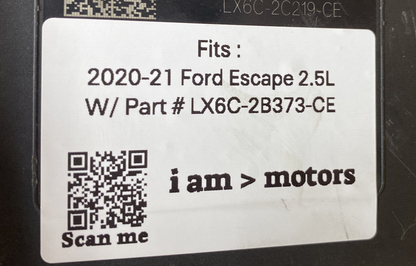 LX6C-2C219-CE
Fits :
2020-21 Ford Escape 2.5L
W/ Part # LX6C-2B373-CE
i am > motors
Scan me